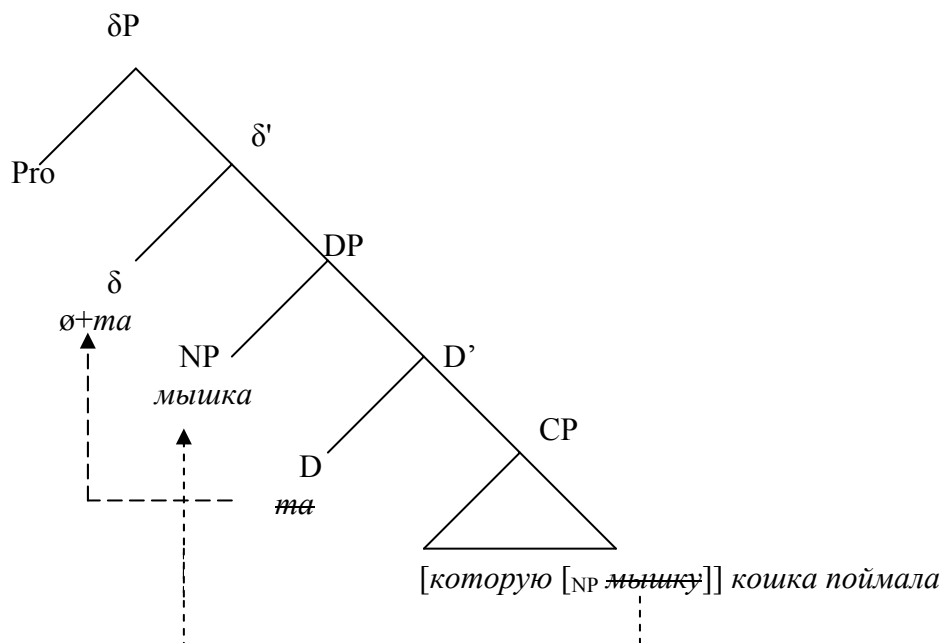 δP
δ'
Pro
DP
δ
ø+та
NP
D’
мышка
CP
D
та
[которую [NP мышку]] кошка поймала